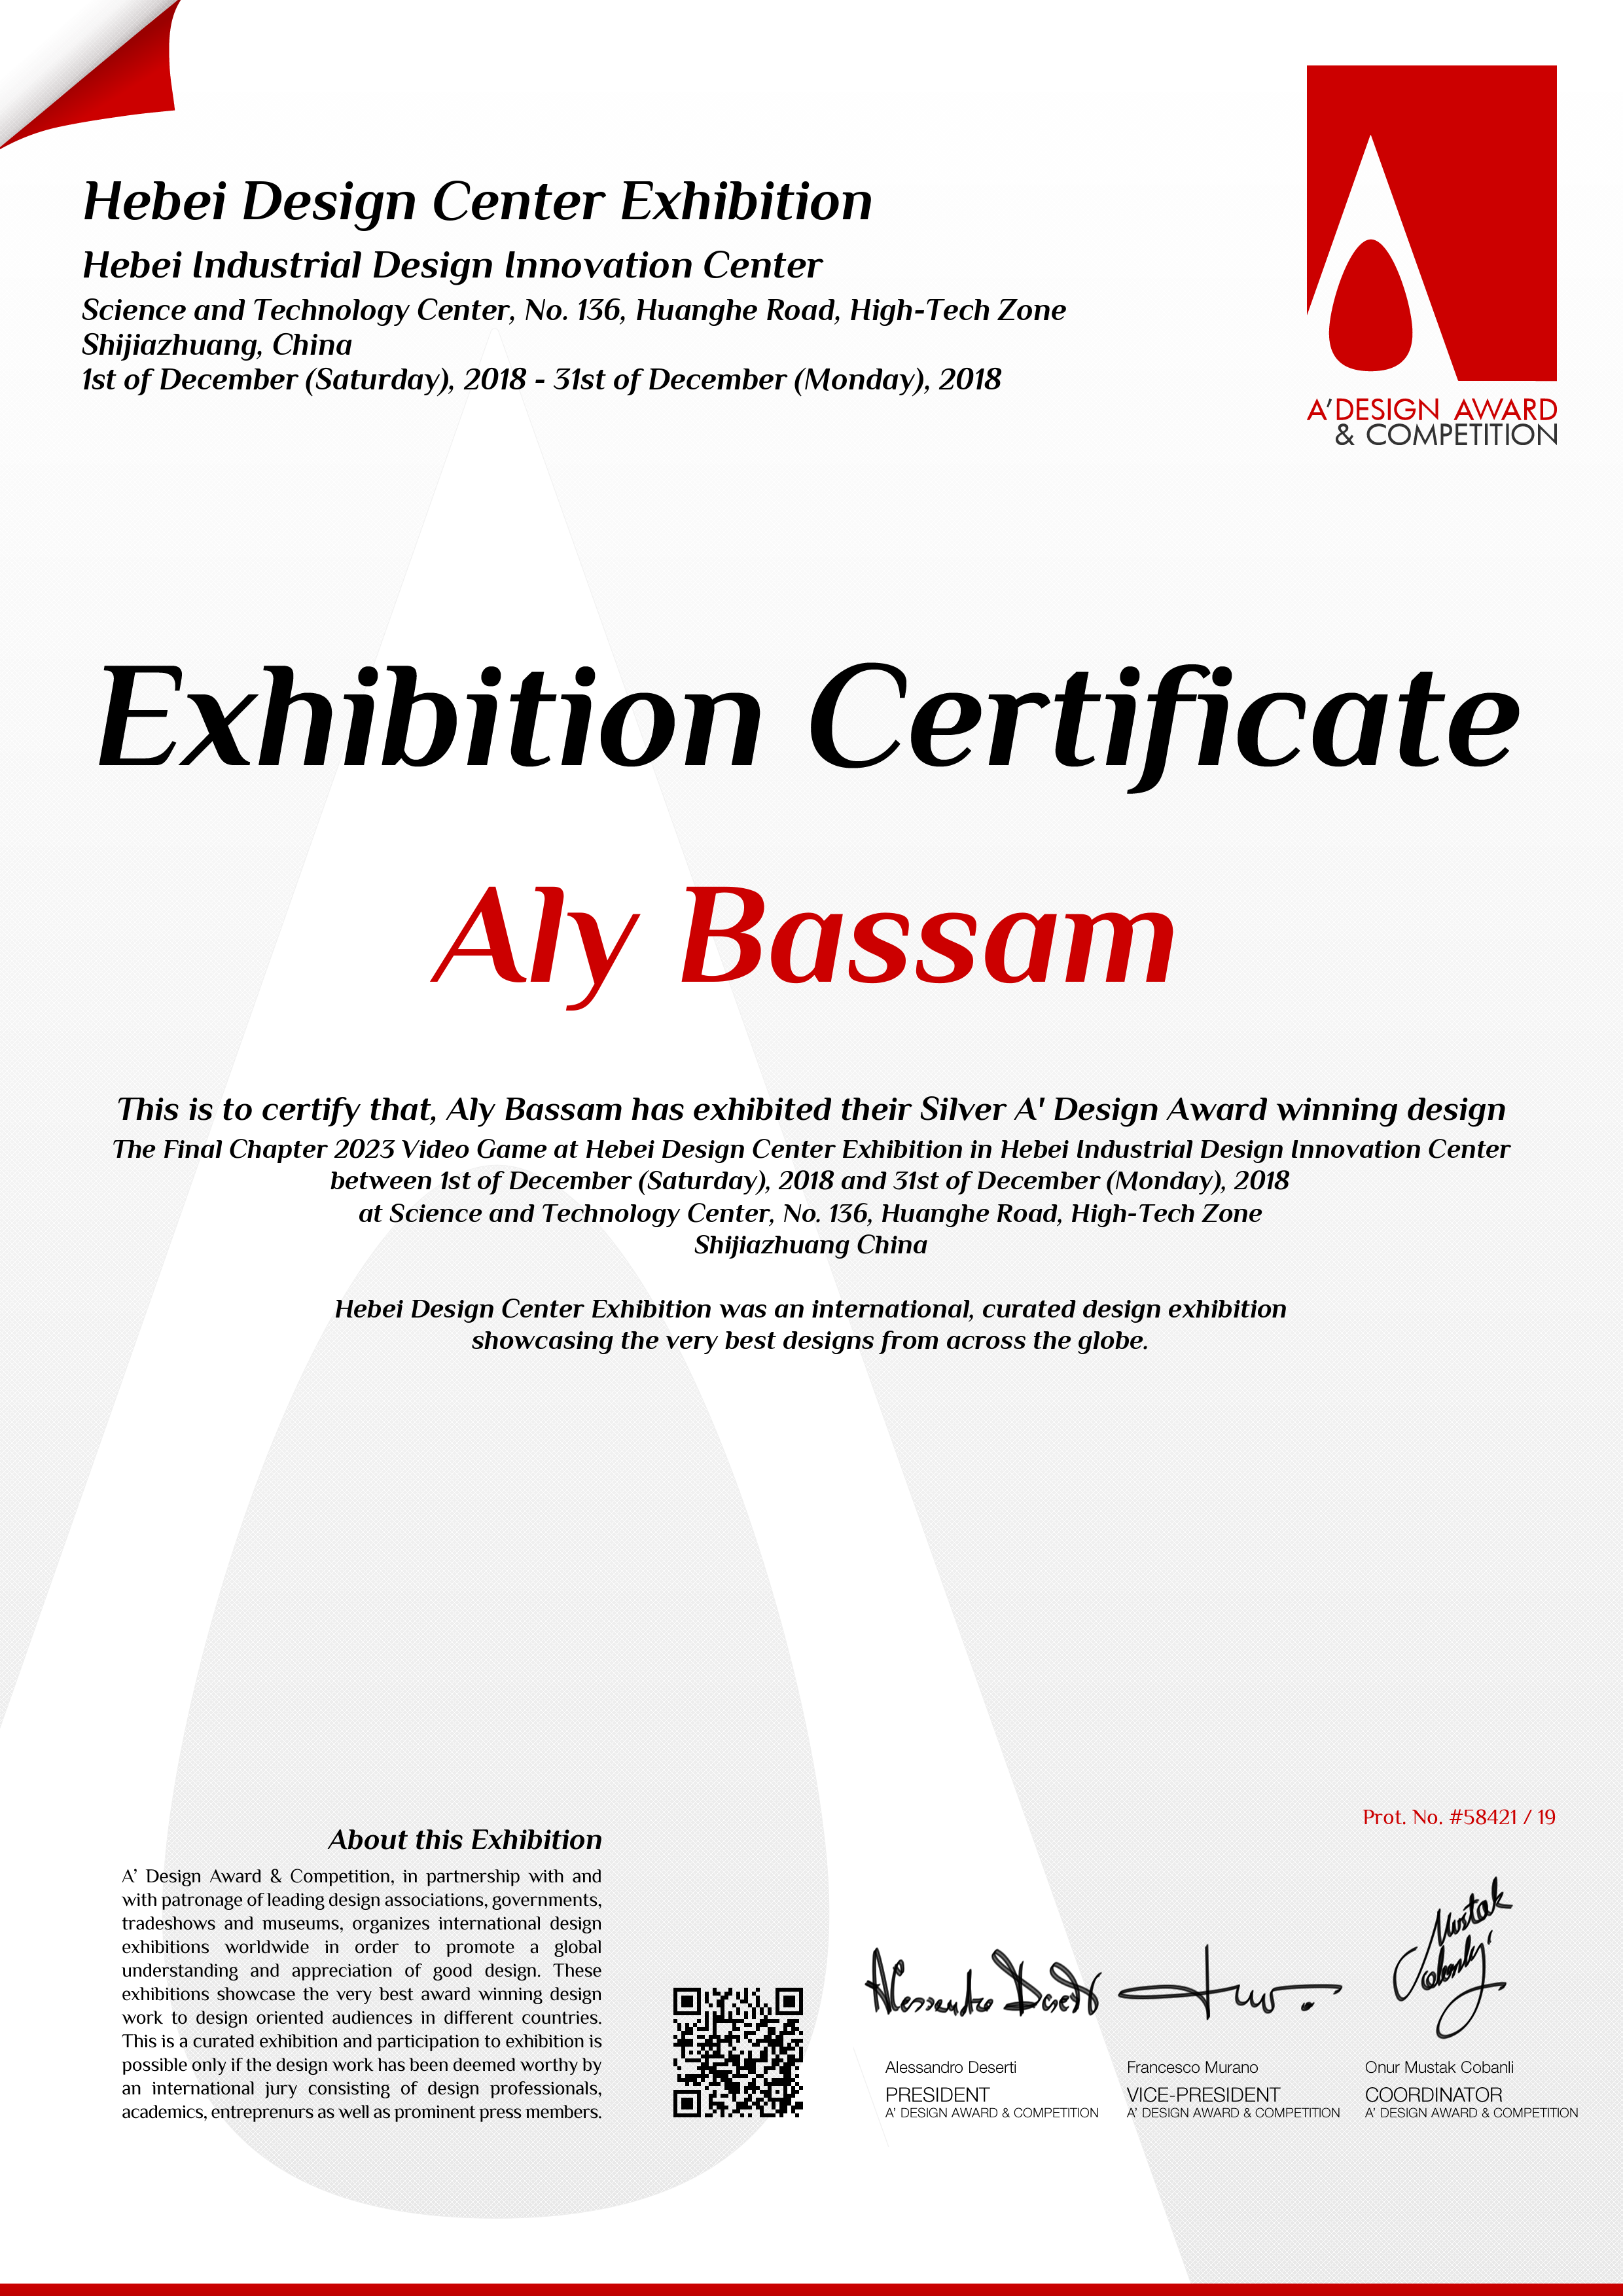 Hebei Design Center Exhibition
Hebei Industrial Design Innovation Center
Science and Technology Center, No. 136, Huanghe Road, High-Tech Zone
Shijiazhuang, China
1st of December (Saturday), 2018 - 31st of December (Monday), 2018
A' DESIGN AWARD
& COMPETITION
Exhibition Certificate
Aly Bassam
This is to certify that, Aly Bassam has exhibited their Silver A' Design Award winning design
The Final Chapter 2023 Video Game at Hebei Design Center Exhibition in Hebei Industrial Design Innovation Center
between 1st of December (Saturday), 2018 and 31st of December (Monday), 2018
at Science and Technology Center, No. 136, Huanghe Road, High-Tech Zone
Shijiazhuang China
Hebei Design Center Exhibition was an international, curated design exhibition
showcasing the very best designs from across the globe.
About this Exhibition
A’ Design Award & Competition, in partnership with and
with patronage of leading design associations, governments,
tradeshows and museums, organizes international design
exhibitions worldwide in order to promote a global
understanding and appreciation of good design. These
exhibitions showcase the very best award winning design
work to design oriented audiences in different countries.
This is a curated exhibition and participation to exhibition is
possible only if the design work has been deemed worthy by
an international jury consisting of design professionals,
academics, entreprenurs as well as prominent press members.
Prot. No. #58421 / 19
Alessandro Deserti
PRESIDENT
A' DESIGN AWARD & COMPETITION
Francesco Murano
VICE-PRESIDENT
A' DESIGN AWARD & COMPETITION
Onur Mustak Cobanli
COORDINATOR
A' DESIGN AWARD & COMPETITION